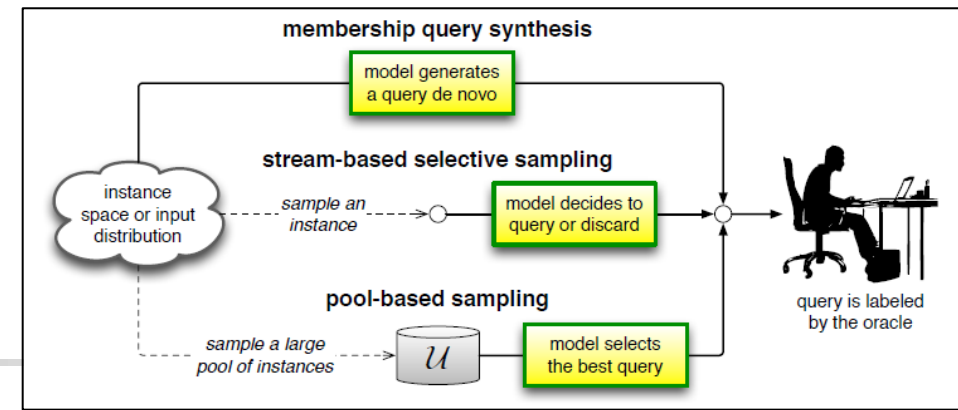 membership query synthesis
model generates
a query de novo
stream-based selective sampling
instance
space or input
distribution
sample an
instance
model decides to
query or discard
pool-based sampling
sample a large
pool of instances
U
model selects
the best query
query is labeled
by the oracle